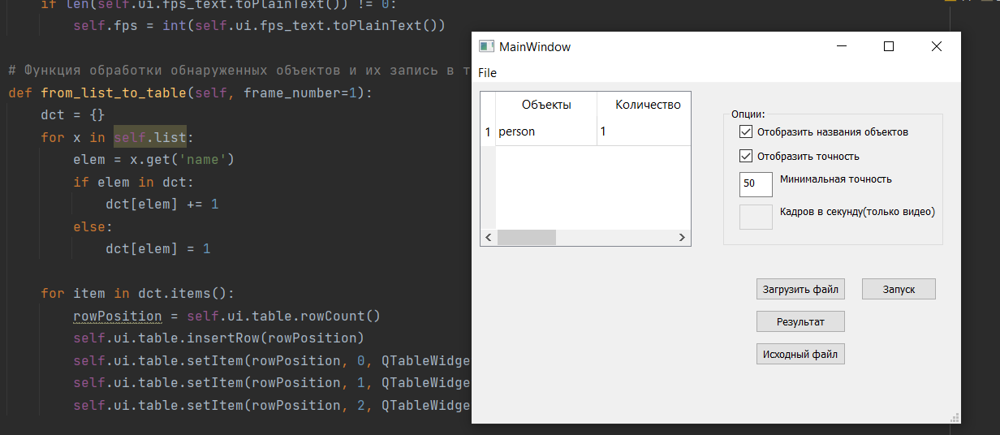 if len(self.ui.fps_text.toPlainText()) != 0:
self.fps = int(self.ui.fps_text.toPlainText())
# Функция обработки обнаруженных объектов и их запись в т
def from_list_to_table(self, frame_number=1):
dct = {}
for x in self.list:
elem = x.get('name')
if elem in dct:
dct[elem] += 1
else:
dct[elem] = 1
for item in dct.items():
rowPosition = self.ui.table.rowCount()
self.ui.table.insertRow(rowPosition)
self.ui.table.setItem(rowPosition, 0, QTableWidge
self.ui.table.setItem(rowPosition, 1, QTableWidge
self.ui.table.setItem(rowPosition, 2, QTableWidge
MainWindow
File
Объекты Количество
1 person 1
Опции:
Отобразить названия объектов
Отобразить точность
50 Минимальная точность
Кадров в секунду(только видео)
Загрузить файл Запуск
Результат
Исходный файл